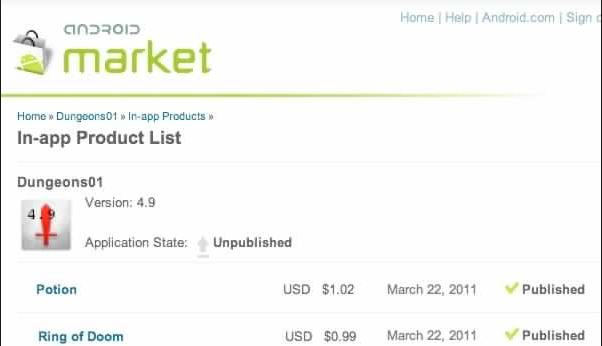 Home | Help | Android.com | Sign
ANDROID
market
Home » Dungeons01 » In-app Products »
In-app Product List
Dungeons01
4.9
Version: 4.9
Application State: Unpublished
Potion USD $1.02 March 22, 2011 Published
Ring of Doom USD $0.99 March 22, 2011 Published